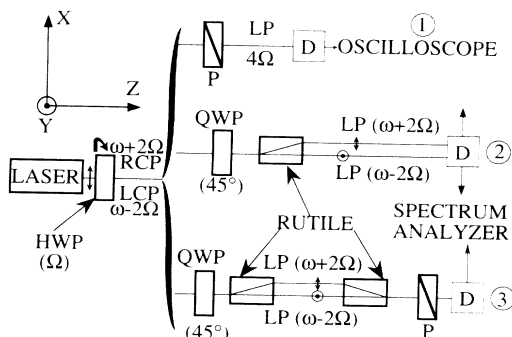 X
Z
Y
LP
4Ω
P
D
OSCILLOSCOPE
1
LASER
HWP
(Ω)
ω+2Ω
RCP
LCP
ω-2Ω
QWP
(45°)
LP (ω+2Ω)
LP (ω-2Ω)
D
2
RUTILE
SPECTRUM
ANALYZER
QWP
(45°)
LP (ω+2Ω)
LP (ω-2Ω)
P
D
3